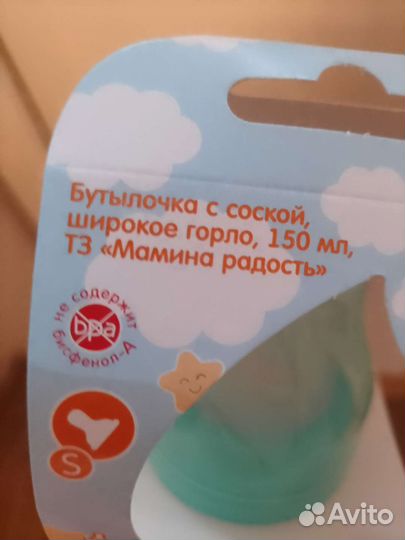 Бутылочка с соской,
широкое горло, 150 мл,
ТЗ «Мамина радость»
не содержит
bpa
бисфенол-А
S
Avito